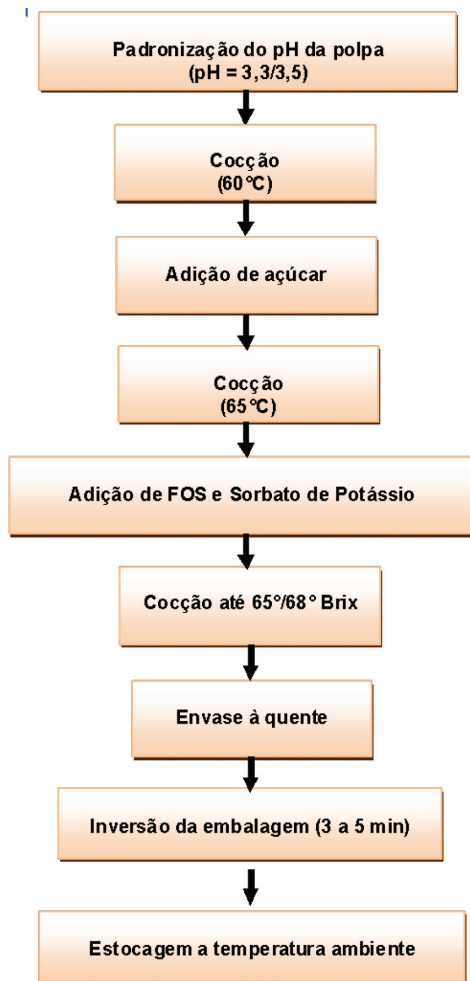 Padronização do pH da polpa
(pH = 3,3/3,5)
Cocção
(60°C)
Adição de açúcar
Cocção
(65°C)
Adição de FOS e Sorbato de Potássio
Cocção até 65°/68° Brix
Envase à quente
Inversão da embalagem (3 a 5 min)
Estocagem a temperatura ambiente